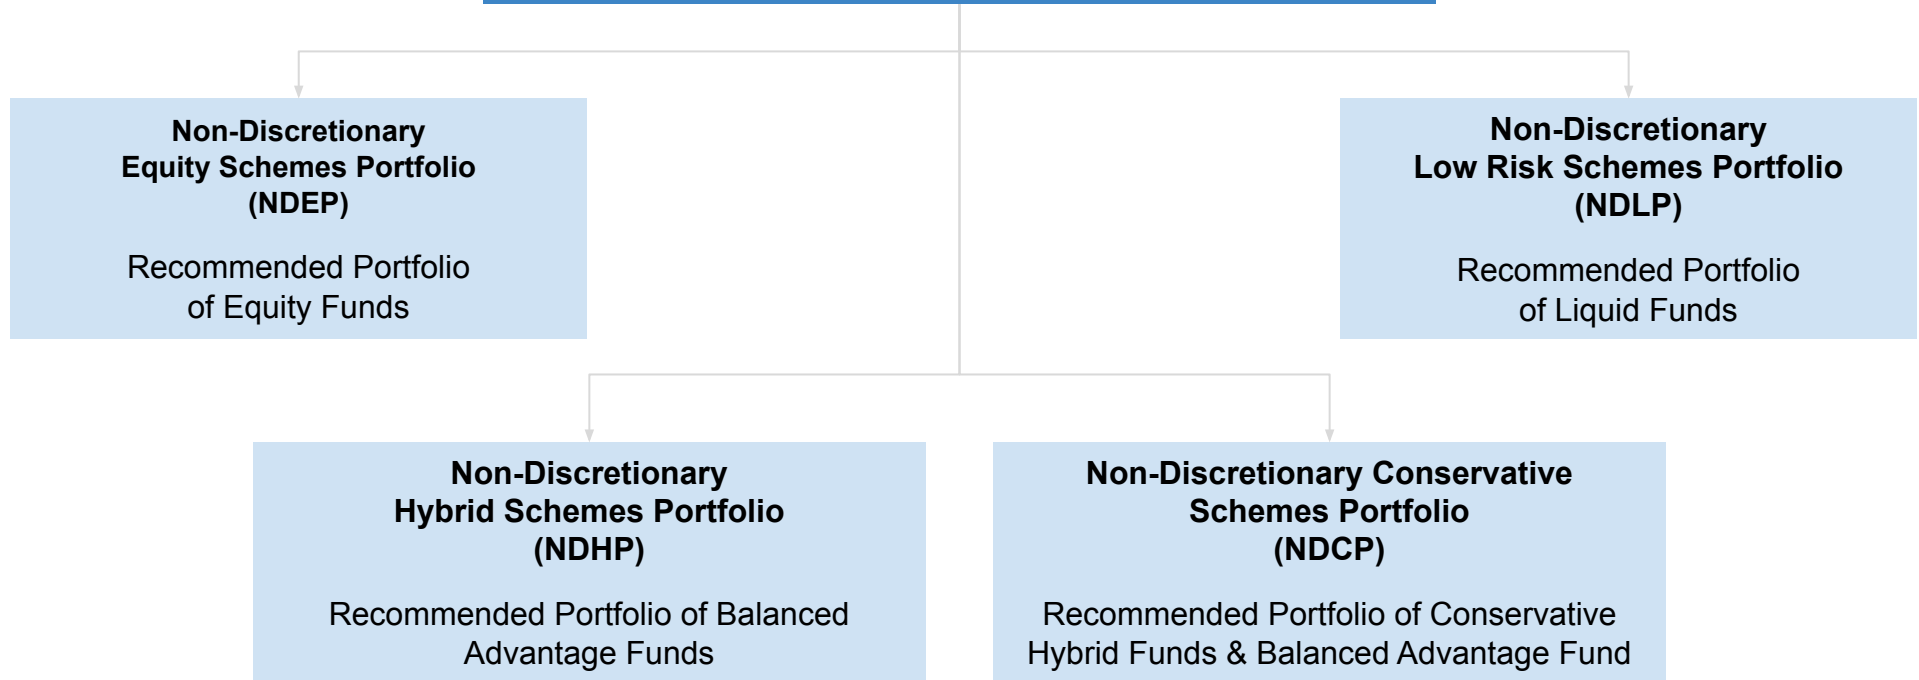 Non-Discretionary
Equity Schemes Portfolio
(NDEP)
Recommended Portfolio
of Equity Funds
Non-Discretionary
Low Risk Schemes Portfolio
(NDLP)
Recommended Portfolio
of Liquid Funds
Non-Discretionary
Hybrid Schemes Portfolio
(NDHP)
Recommended Portfolio of Balanced
Advantage Funds
Non-Discretionary Conservative
Schemes Portfolio
(NDCP)
Recommended Portfolio of Conservative
Hybrid Funds & Balanced Advantage Fund